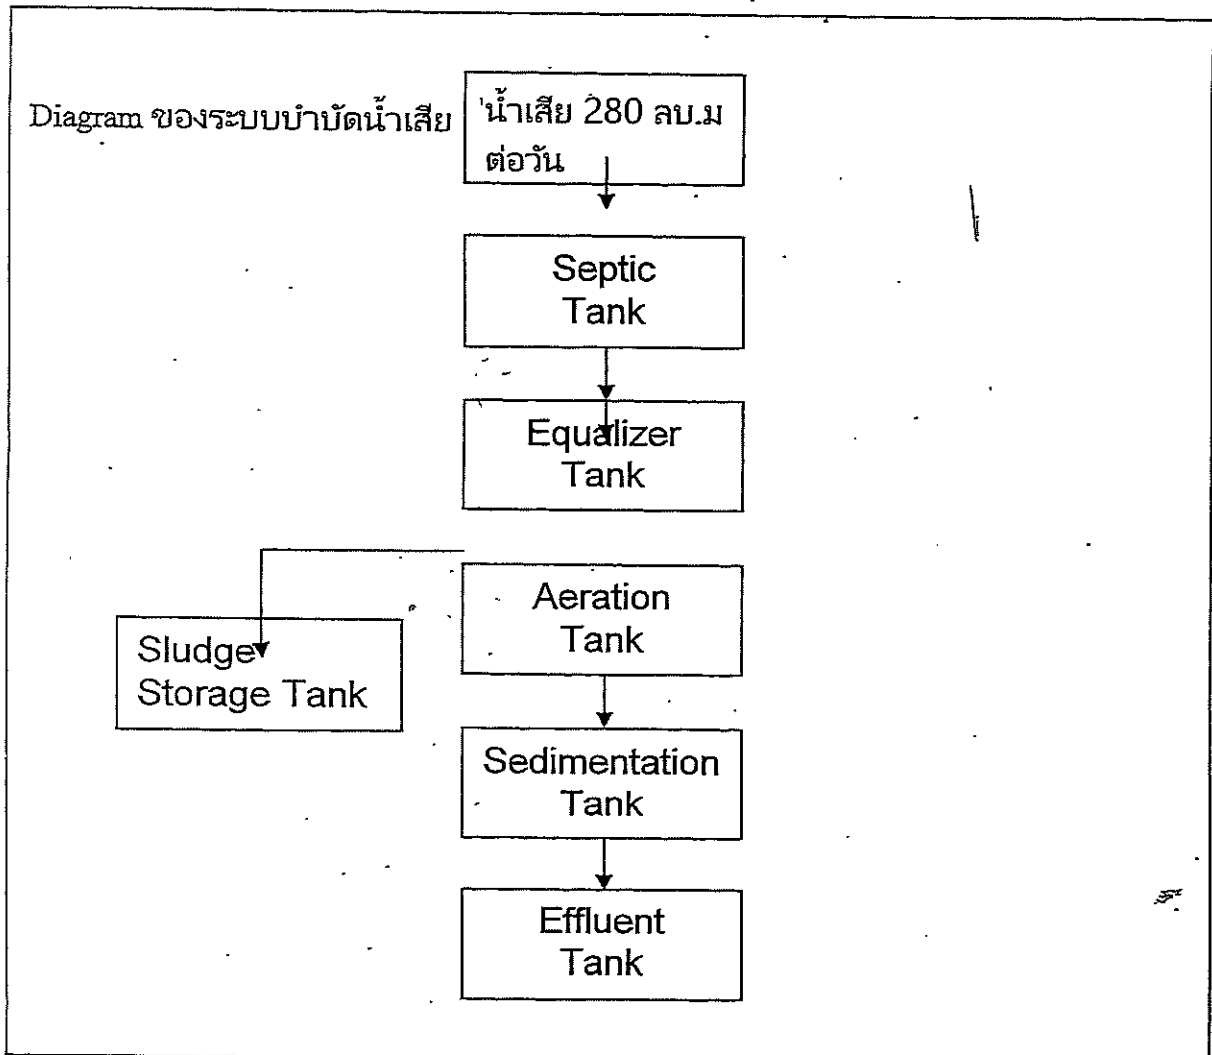 Diagram ของระบบบำบัดน้ำเสีย
น้ำเสีย 280 ลบ.ม
ต่อวัน
Septic
Tank
Equalizer
Tank
Aeration
Tank
Sludge
Storage Tank
Sedimentation
Tank
Effluent
Tank